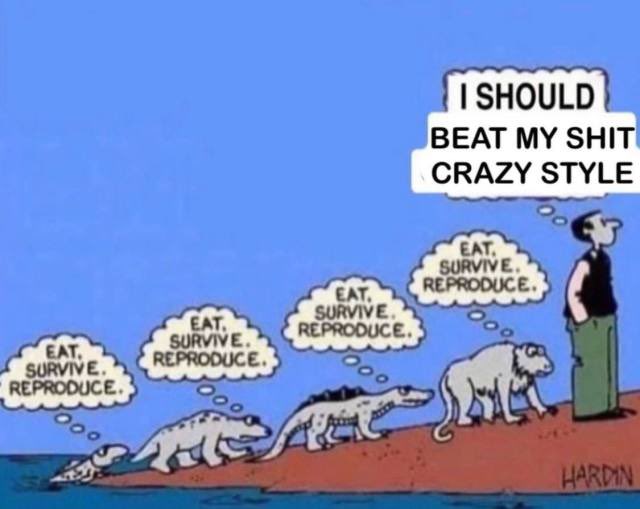 I SHOULD
BEAT MY SHIT
CRAZY STYLE
EAT,
SURVIVE,
REPRODUCE.
EAT,
SURVIVE.
REPRODUCE.
EAT,
SURVIVE.
REPRODUCE.
EAT,
SURVIVE.
REPRODUCE.
HARDIN